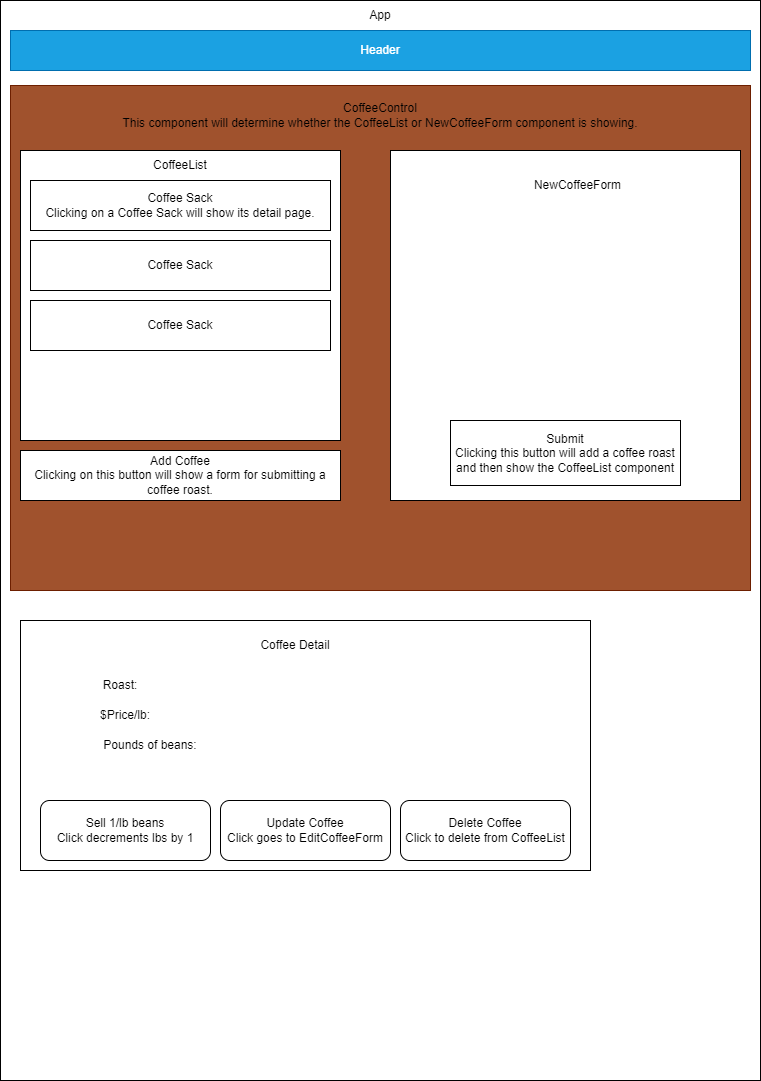 App
Header
CoffeeControl
This component will determine whether the CoffeeList or NewCoffeeForm component is showing.
CoffeeList
Coffee Sack
Clicking on a Coffee Sack will show its detail page.
Coffee Sack
Coffee Sack
Add Coffee
Clicking on this button will show a form for submitting a
coffee roast.
NewCoffeeForm
Submit
Clicking this button will add a coffee roast
and then show the CoffeeList component
Coffee Detail
Roast:
$Price/lb:
Pounds of beans:
Sell 1/lb beans
Click decrements lbs by 1
Update Coffee
Click goes to EditCoffeeForm
Delete Coffee
Click to delete from CoffeeList